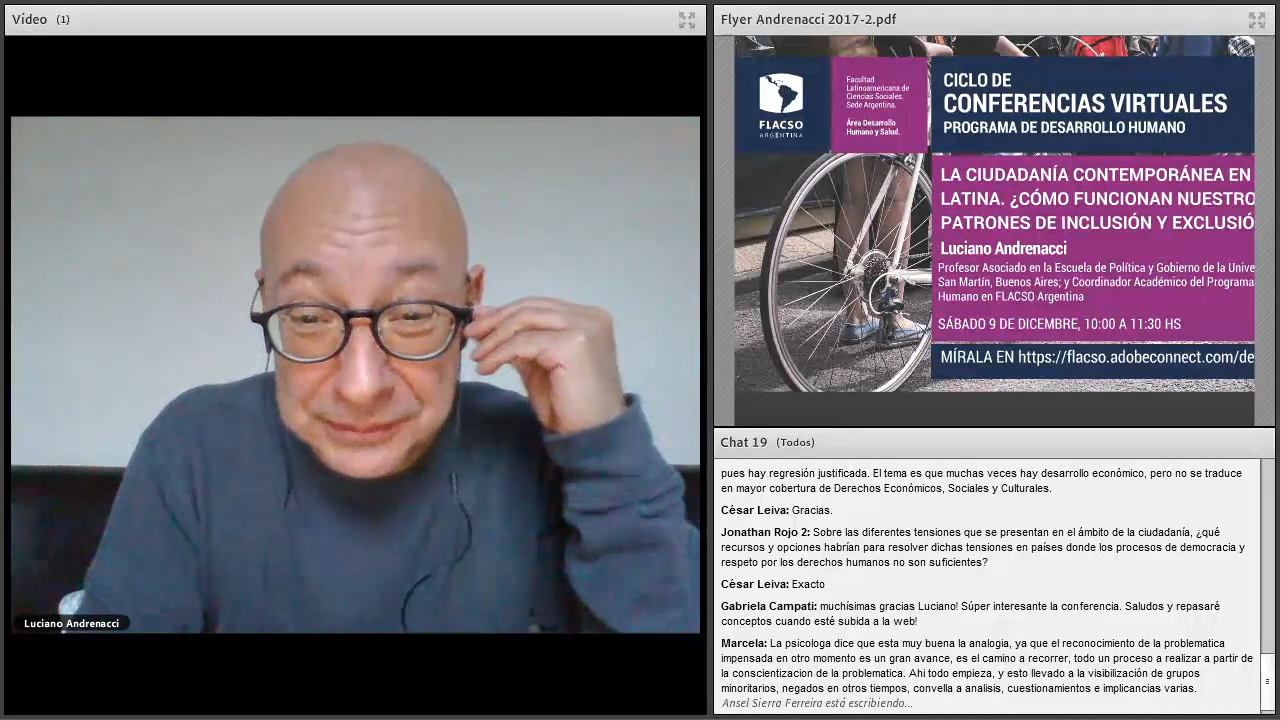 Vídeo (1)
Luciano Andrenacci
Flyer Andrenacci 2017-2.pdf
FLACSO
ARGENTINA
Facultad
Latinoamericana de
Ciencias Sociales.
Sede Argentina.
Área Desarrollo
Humano y Salud.
CICLO DE
CONFERENCIAS VIRTUALES
PROGRAMA DE DESARROLLO HUMANO
LA CIUDADANÍA CONTEMPORÁNEA EN
LATINA. ¿CÓMO FUNCIONAN NUESTRO
PATRONES DE INCLUSIÓN Y EXCLUSIÓ
Luciano Andrenacci
Profesor Asociado en la Escuela de Política y Gobierno de la Unive
San Martín, Buenos Aires; y Coordinador Académico del Programa
Humano en FLACSO Argentina
SÁBADO 9 DE DICIEMBRE, 10:00 A 11:30 HS
MÍRALA EN https://flacso.adobeconnect.com/de
Chat 19 (Todos)
pues hay regresión justificada. El tema es que muchas veces hay desarrollo económico, pero no se traduce
en mayor cobertura de Derechos Económicos, Sociales y Culturales.
César Leiva: Gracias.
Jonathan Rojo 2: Sobre las diferentes tensiones que se presentan en el ámbito de la ciudadanía, ¿qué
recursos y opciones habrían para resolver dichas tensiones en países donde los procesos de democracia y
respeto por los derechos humanos no son suficientes?
César Leiva: Exacto
Gabriela Campati: muchísimas gracias Luciano! Súper interesante la conferencia. Saludos y repasaré
conceptos cuando esté subida a la web!
Marcela: La psicologa dice que esta muy buena la analogia, ya que el reconocimiento de la problematica
impensada en otro momento es un gran avance, es el camino a recorrer, todo un proceso a realizar a partir de
la conscientizacion de la problematica. Ahi todo empieza, y esto llevado a la visibilización de grupos
minoritarios, negados en otros tiempos, convella a analisis, cuestionamientos e implicancias varias.
Ansel Sierra Ferreira está escribiendo...